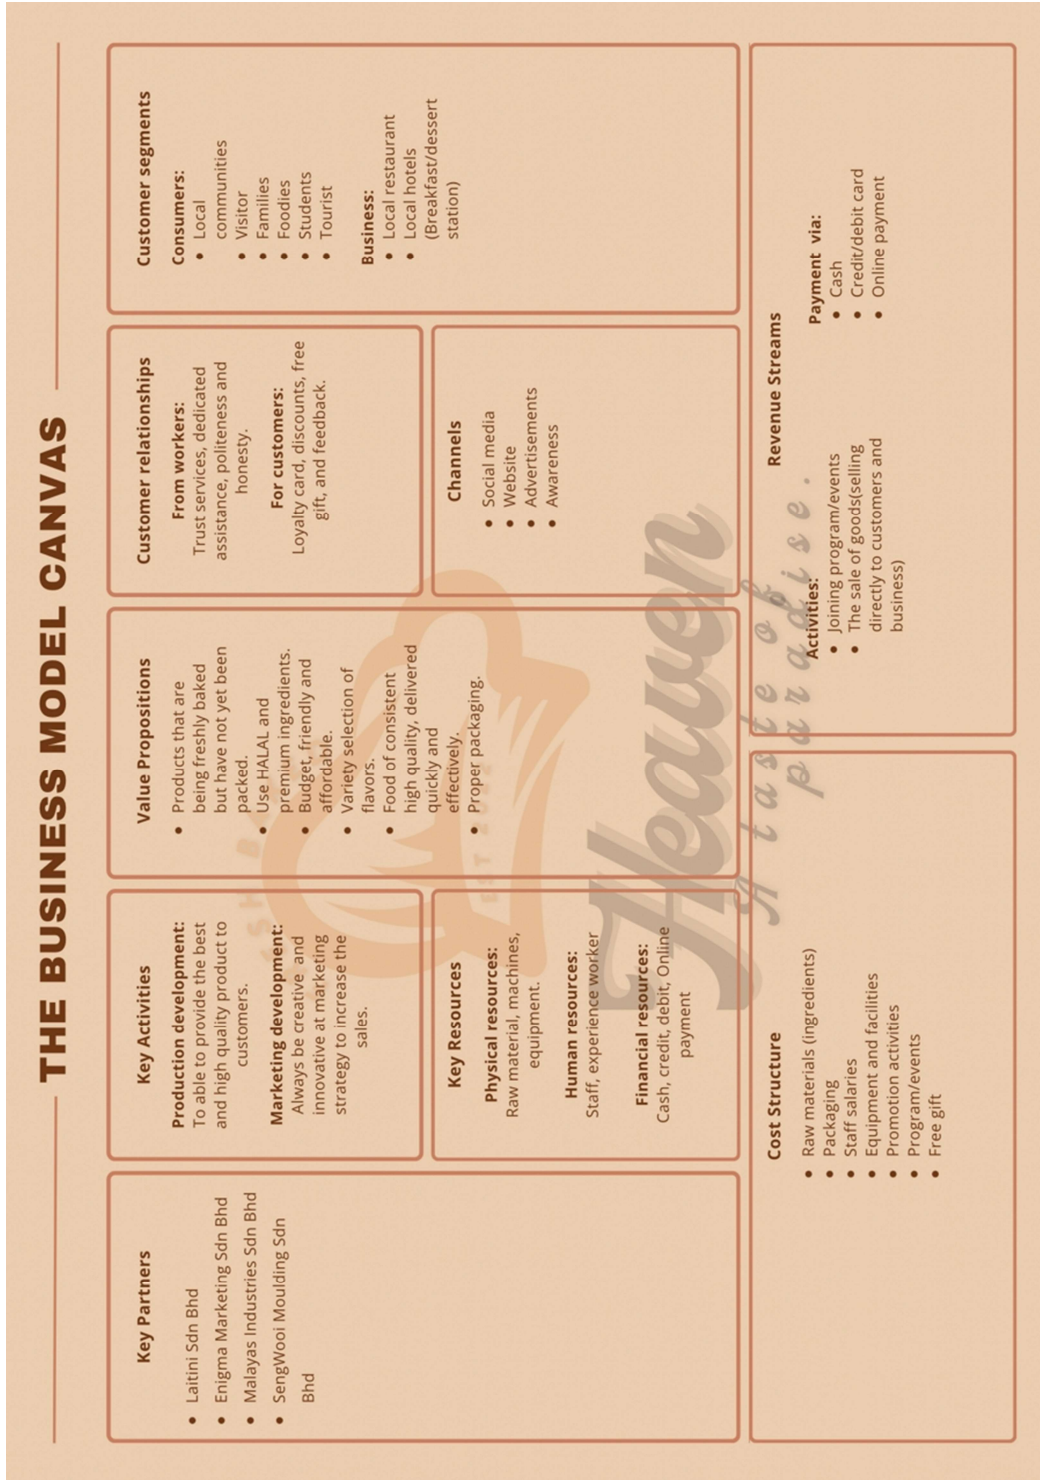 THE BUSINESS MODEL CANVAS
Key Partners
• Laitini Sdn Bhd
• Enigma Marketing Sdn Bhd
• Malayas Industries Sdn Bhd
• SengWooi Moulding Sdn
Bhd
Key Activities
Production development:
To able to provide the best
and high quality product to
customers.
Marketing development:
Always be creative and
innovative at marketing
strategy to increase the
sales.
Key Resources
Physical resources:
Raw material, machines,
equipment.
Human resources:
Staff, experience worker
Financial resources:
Cash, credit, debit, Online
payment
Value Propositions
• Products that are
being freshly baked
but have not yet been
packed.
• Use HALAL and
premium ingredients.
• Budget, friendly and
affordable.
• Variety selection of
flavors.
• Food of consistent
high quality, delivered
quickly and
effectively.
• Proper packaging.
Customer relationships
From workers:
Trust services, dedicated
assistance, politeness and
honesty.
For customers:
Loyalty card, discounts, free
gift, and feedback.
Channels
• Social media
• Website
• Advertisements
• Awareness
Customer segments
Consumers:
• Local
communities
• Visitor
• Families
• Foodies
• Students
• Tourist
Business:
• Local restaurant
• Local hotels
(Breakfast/dessert
station)
Cost Structure
• Raw materials (ingredients)
• Packaging
• Staff salaries
• Equipment and facilities
• Promotion activities
• Program/events
• Free gift
Revenue Streams
Activities:
• Joining program/events
• The sale of goods(selling
directly to customers and
business)
Payment via:
• Cash
• Credit/debit card
• Online payment
Heaven
A taste of
paradise.